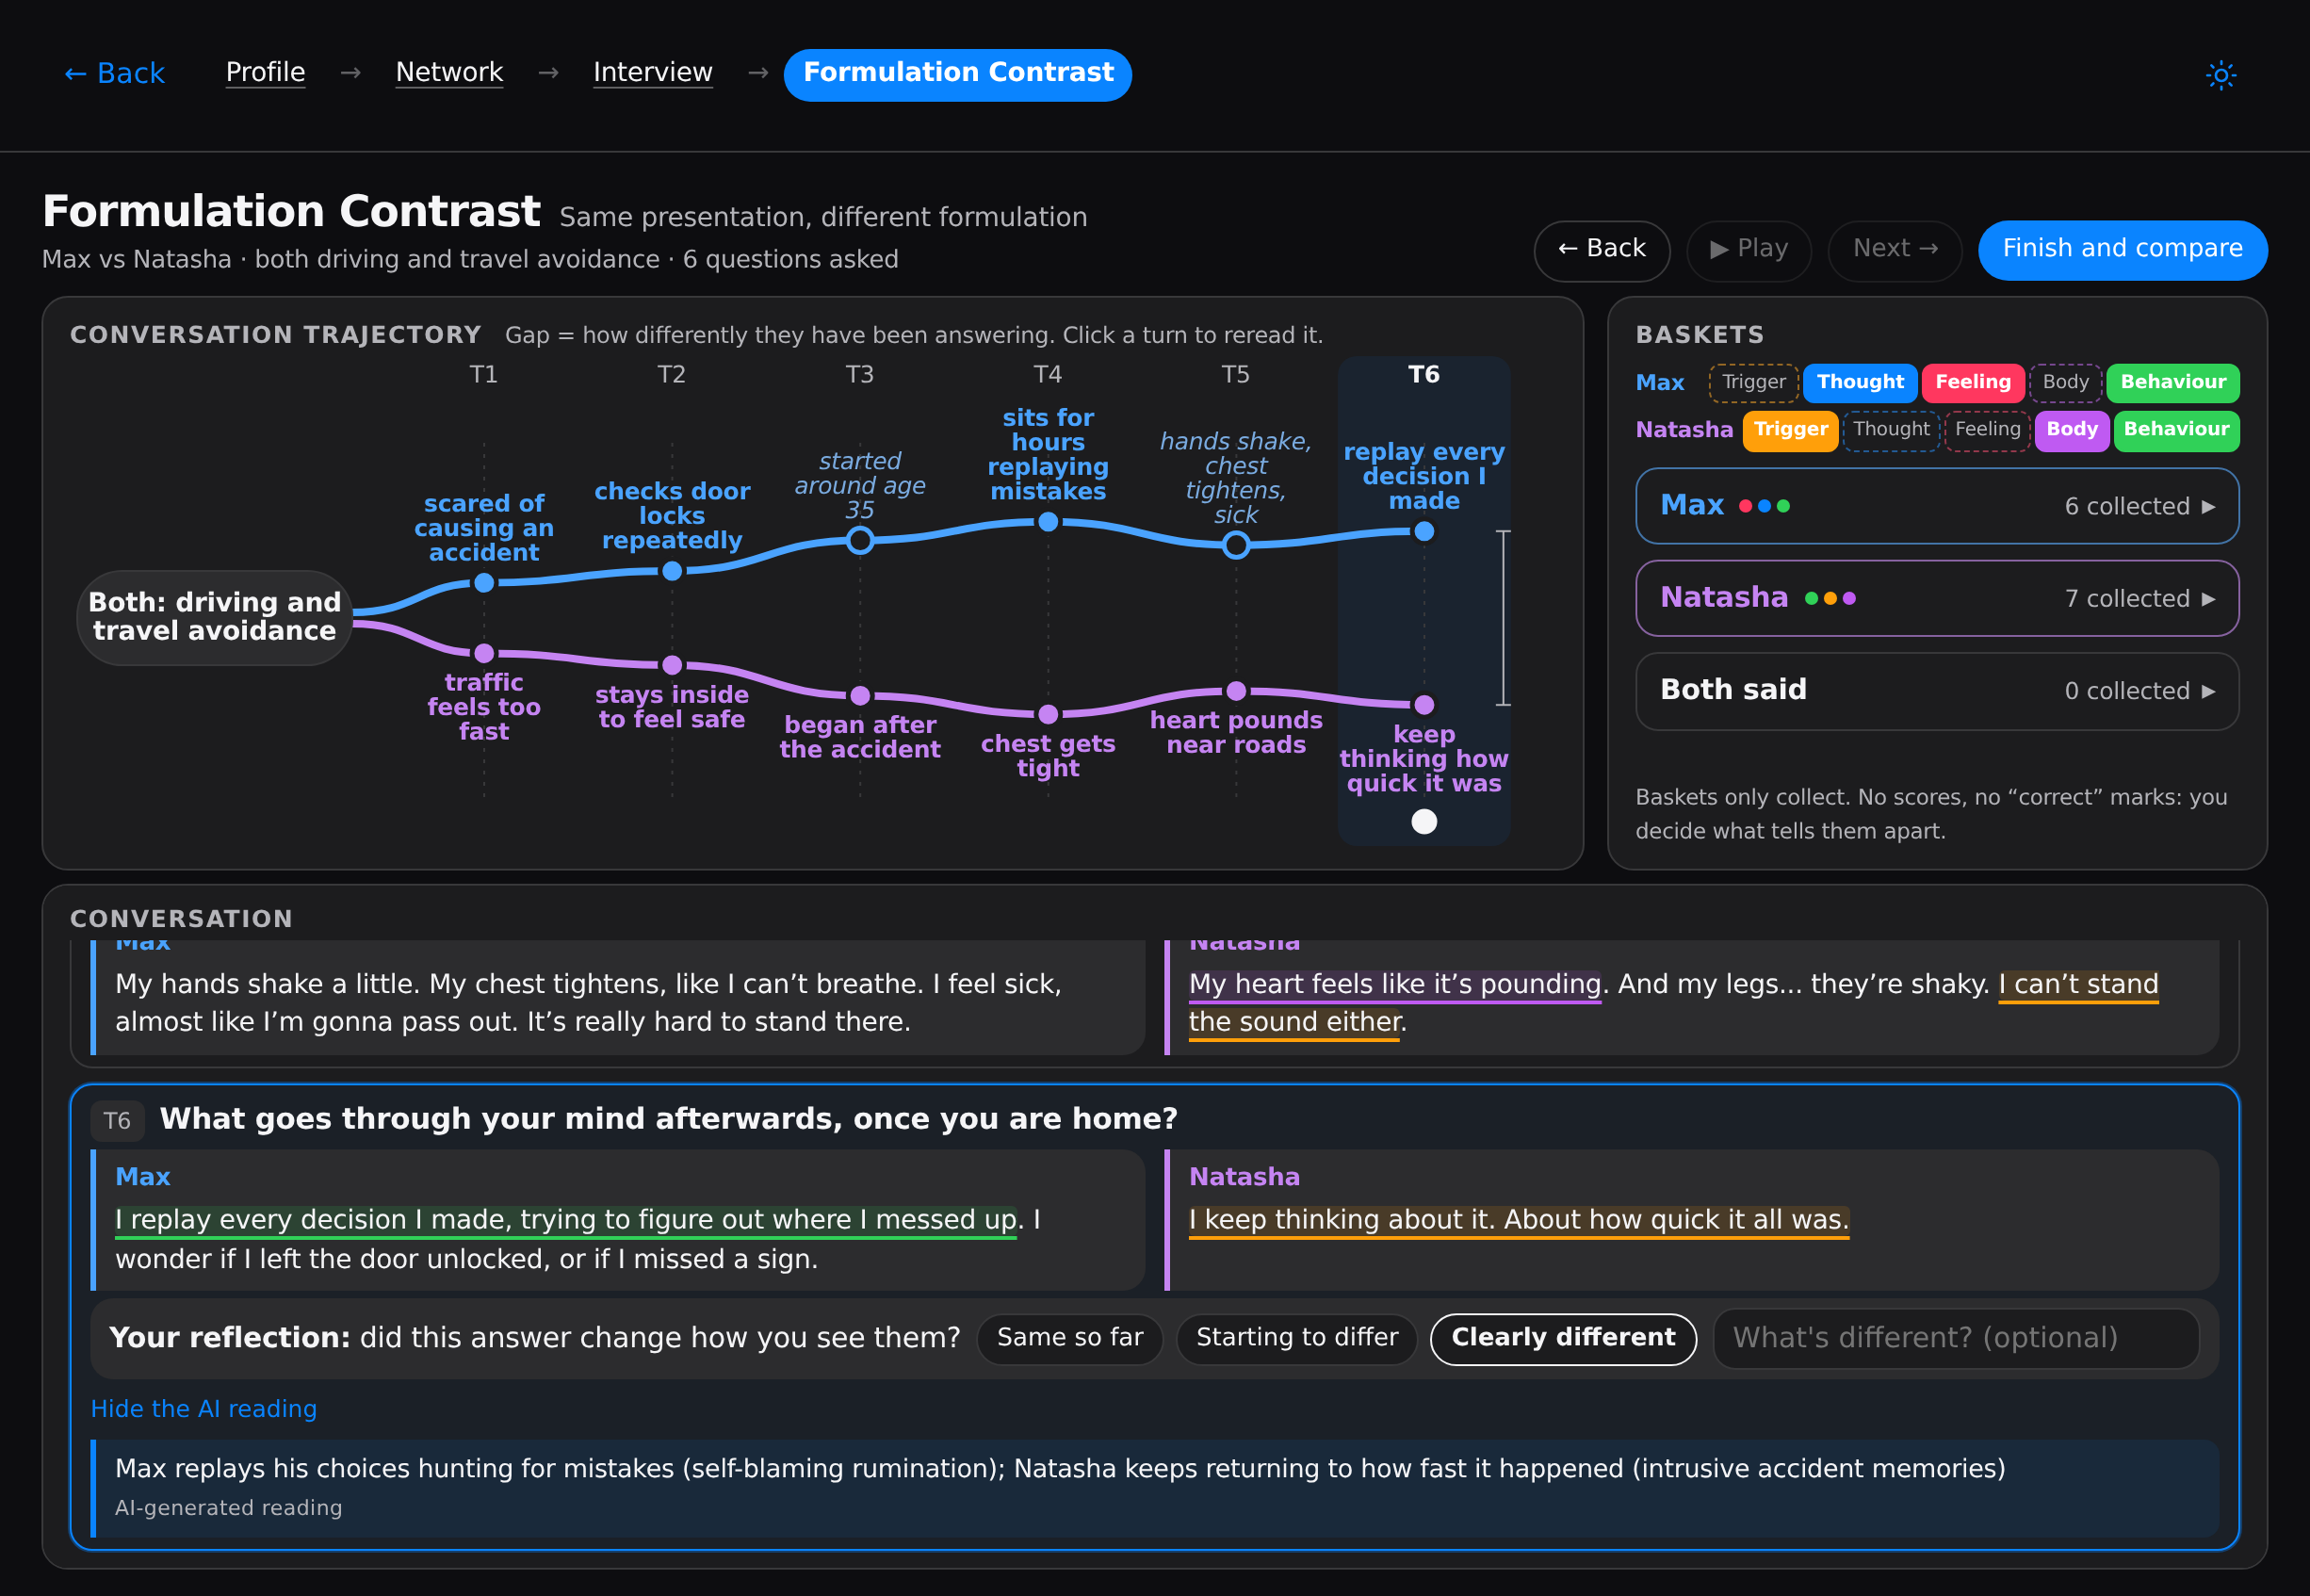 ← Back
Profile → Network → Interview → Formulation Contrast
Formulation Contrast Same presentation, different formulation
Max vs Natasha · both driving and travel avoidance · 6 questions asked
← Back
▶ Play
Next →
Finish and compare
CONVERSATION TRAJECTORY Gap = how differently they have been answering. Click a turn to reread it.
T1
T2
T3
T4
T5
T6
Both: driving and
travel avoidance
scared of
causing an
accident
checks door
locks
repeatedly
started
around age
35
sits for
hours
replaying
mistakes
hands shake,
chest
tightens,
sick
replay every
decision I
made
traffic
feels too
fast
stays inside
to feel safe
began after
the accident
chest gets
tight
heart pounds
near roads
keep
thinking how
quick it was
BASKETS
Max Trigger Thought Feeling Body Behaviour
Natasha Trigger Thought Feeling Body Behaviour
Max 6 collected ▶
Natasha 7 collected ▶
Both said 0 collected ▶
Baskets only collect. No scores, no “correct” marks: you
decide what tells them apart.
CONVERSATION
Max
My hands shake a little. My chest tightens, like I can’t breathe. I feel sick,
almost like I’m gonna pass out. It’s really hard to stand there.
Natasha
My heart feels like it’s pounding. And my legs... they’re shaky. I can’t stand
the sound either.
T6 What goes through your mind afterwards, once you are home?
Max
I replay every decision I made, trying to figure out where I messed up. I
wonder if I left the door unlocked, or if I missed a sign.
Natasha
I keep thinking about it. About how quick it all was.
Your reflection: did this answer change how you see them? Same so far Starting to differ Clearly different What's different? (optional)
Hide the AI reading
Max replays his choices hunting for mistakes (self-blaming rumination); Natasha keeps returning to how fast it happened (intrusive accident memories)
AI-generated reading